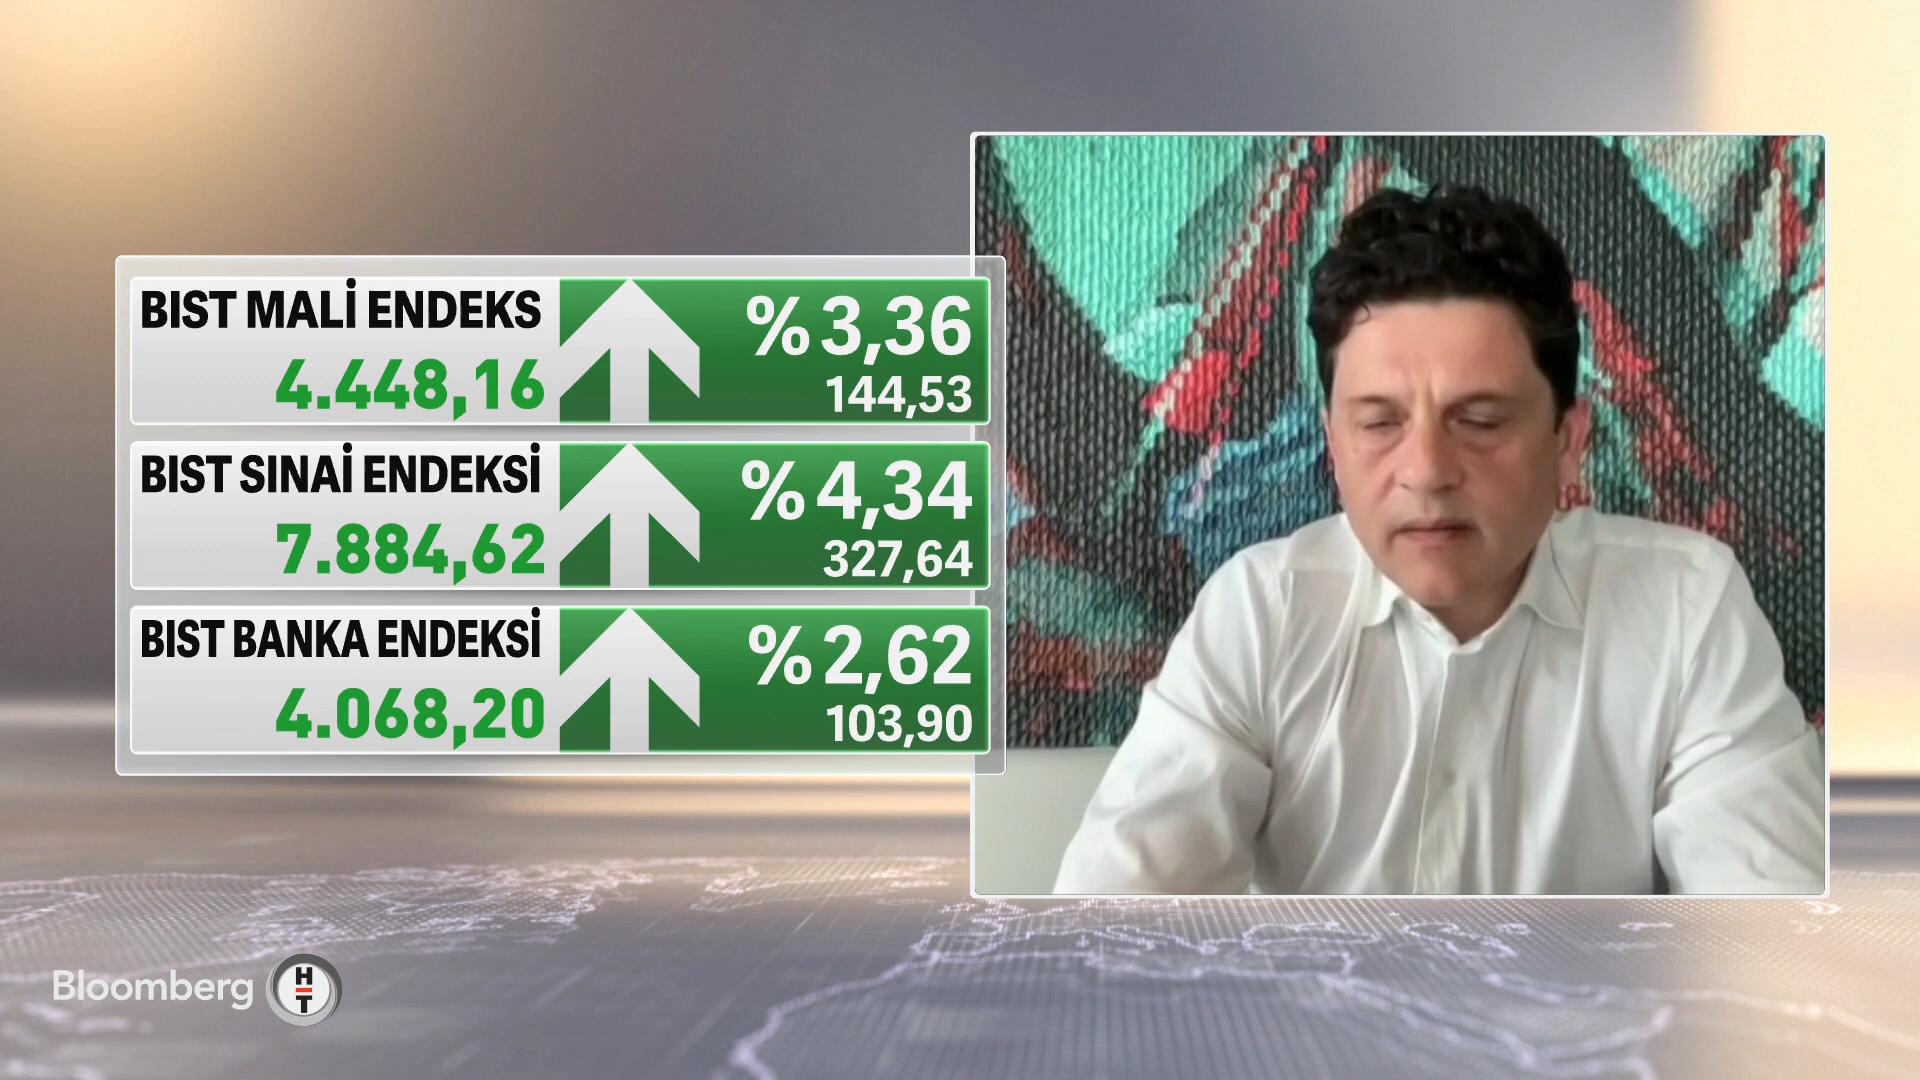 BIST MALİ ENDEKS
4.448,16
%3,36
144,53
BIST SINAİ ENDEKSİ
7.884,62
%4,34
327,64
BIST BANKA ENDEKSİ
4.068,20
%2,62
103,90
Bloomberg HT